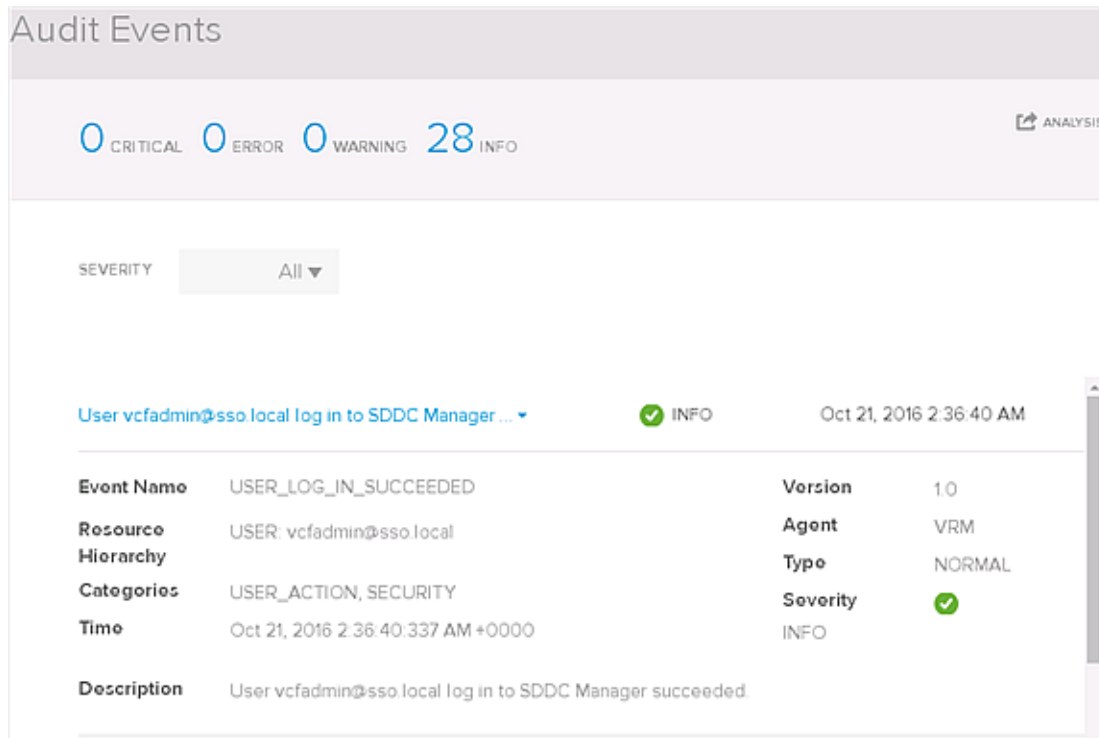 Audit Events
0 CRITICAL 0 ERROR 0 WARNING 28 INFO
ANALYSIS
SEVERITY All
User vcfadmin@sso.local log in to SDDC Manager ... INFO Oct 21, 2016 2:36:40 AM
Event Name USER_LOG_IN_SUCCEEDED
Version 1.0
Resource Hierarchy USER: vcfadmin@sso.local
Agent VRM
Type NORMAL
Categories USER_ACTION, SECURITY
Severity
INFO
Time Oct 21, 2016 2:36:40:337 AM +0000
Description User vcfadmin@sso.local log in to SDDC Manager succeeded.